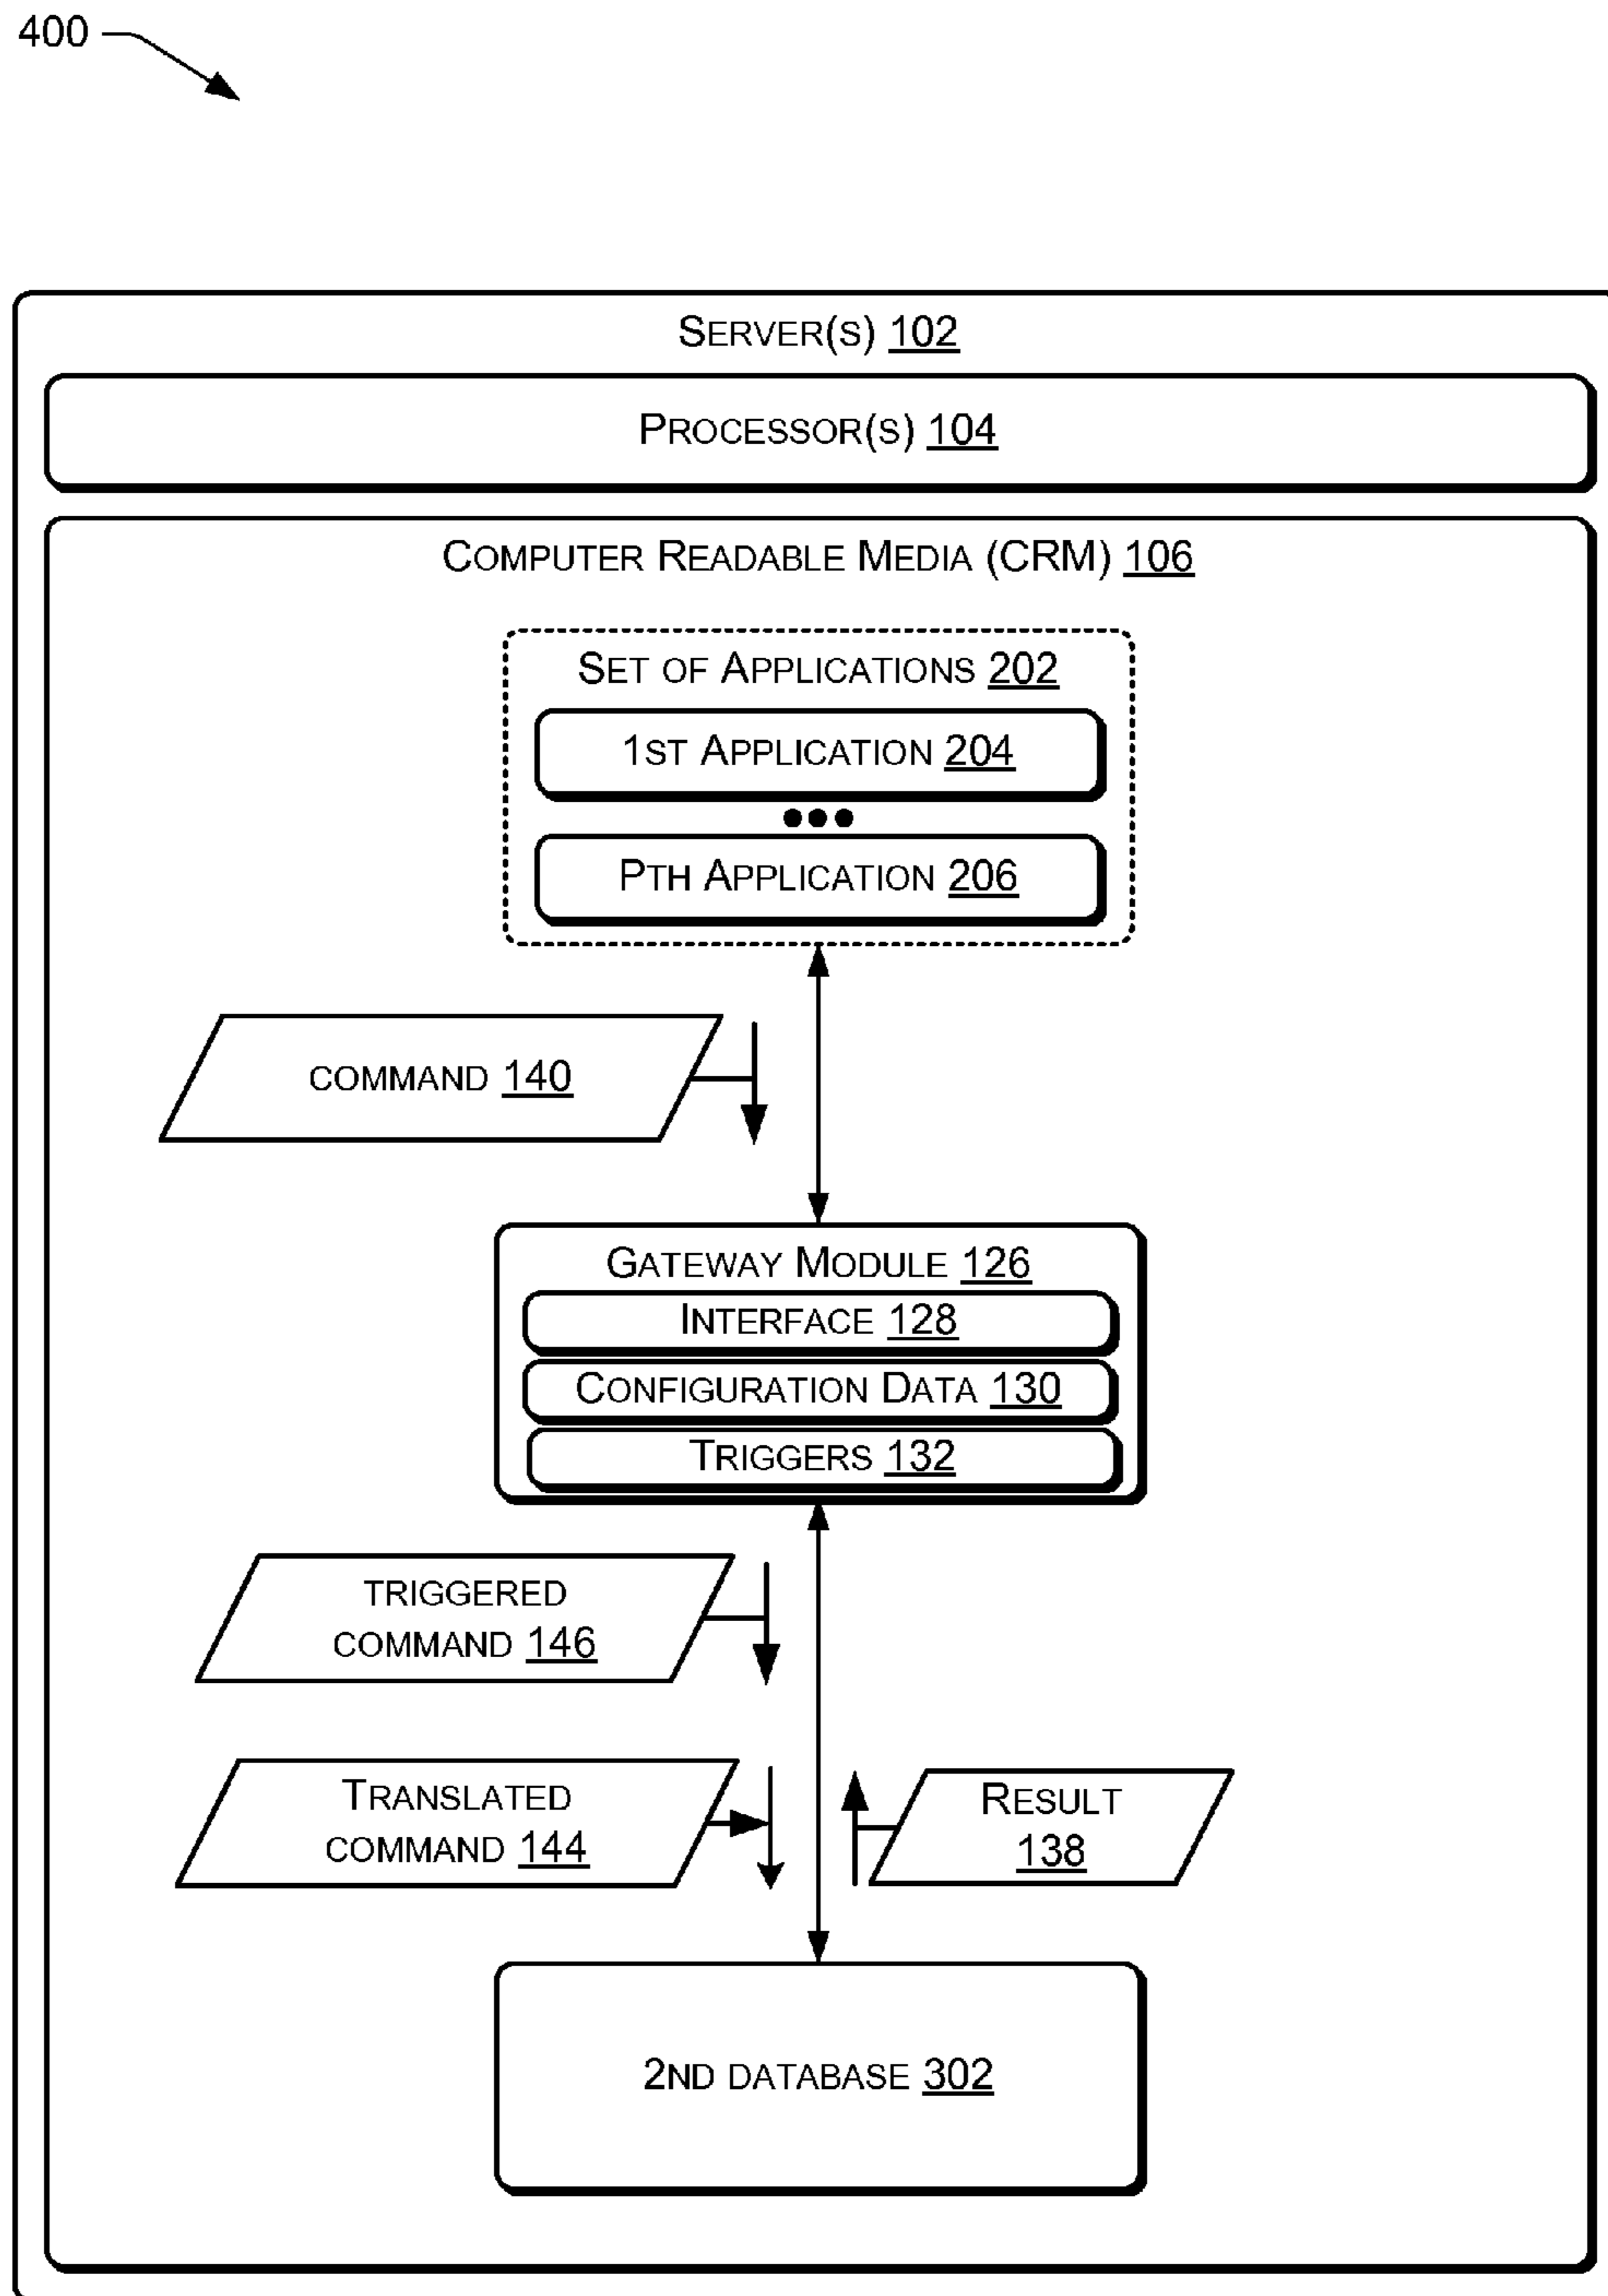 400
SERVER(S) 102
PROCESSOR(S) 104
COMPUTER READABLE MEDIA (CRM) 106
SET OF APPLICATIONS 202
1ST APPLICATION 204
PTH APPLICATION 206
COMMAND 140
GATEWAY MODULE 126
INTERFACE 128
CONFIGURATION DATA 130
TRIGGERS 132
TRIGGERED
COMMAND 146
TRANSLATED
COMMAND 144
RESULT
138
2ND DATABASE 302